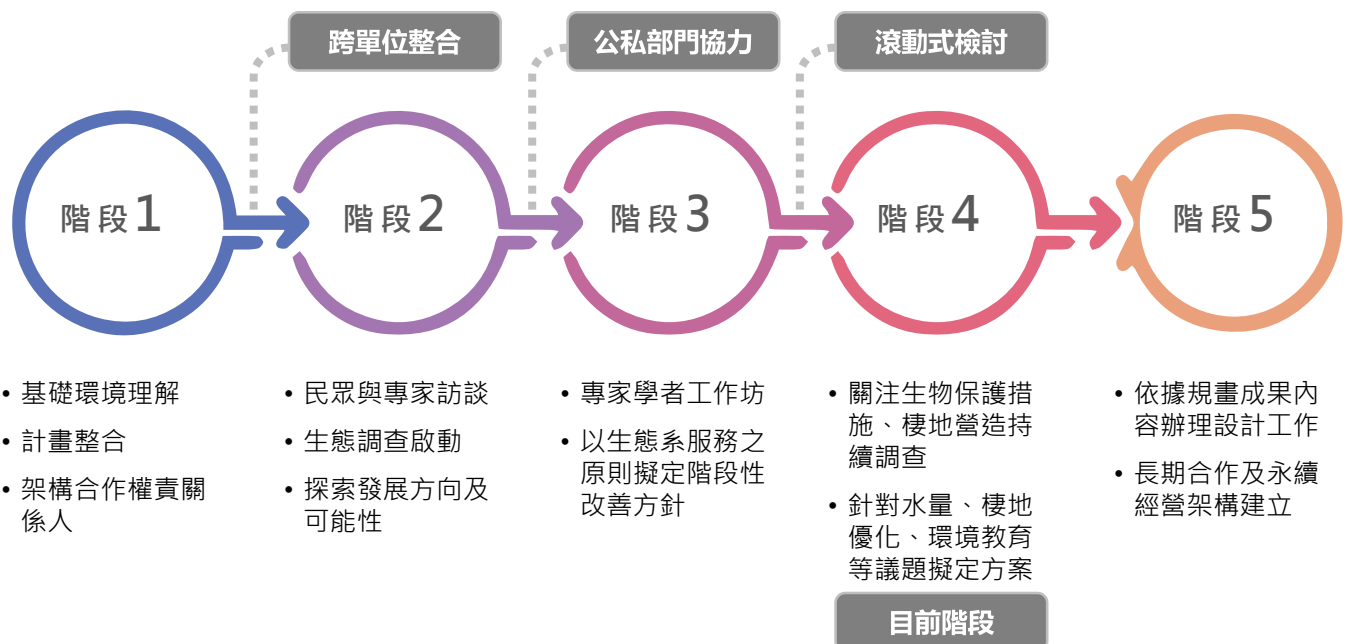 跨單位整合
公私部門協力
滾動式檢討
階段1
階段2
階段3
階段4
階段5
• 基礎環境理解
• 計畫整合
• 架構合作權責關
係人
• 民眾與專家訪談
• 生態調查啟動
• 探索發展方向及
可能性
• 專家學者工作坊
• 以生態系服務之
原則擬定階段性
改善方針
• 關注生物保護措
施、棲地營造持
續調查
• 針對水量、棲地
優化、環境教育
等議題擬定方案
目前階段
• 依據規畫成果內
容辦理設計工作
• 長期合作及永續
經營架構建立